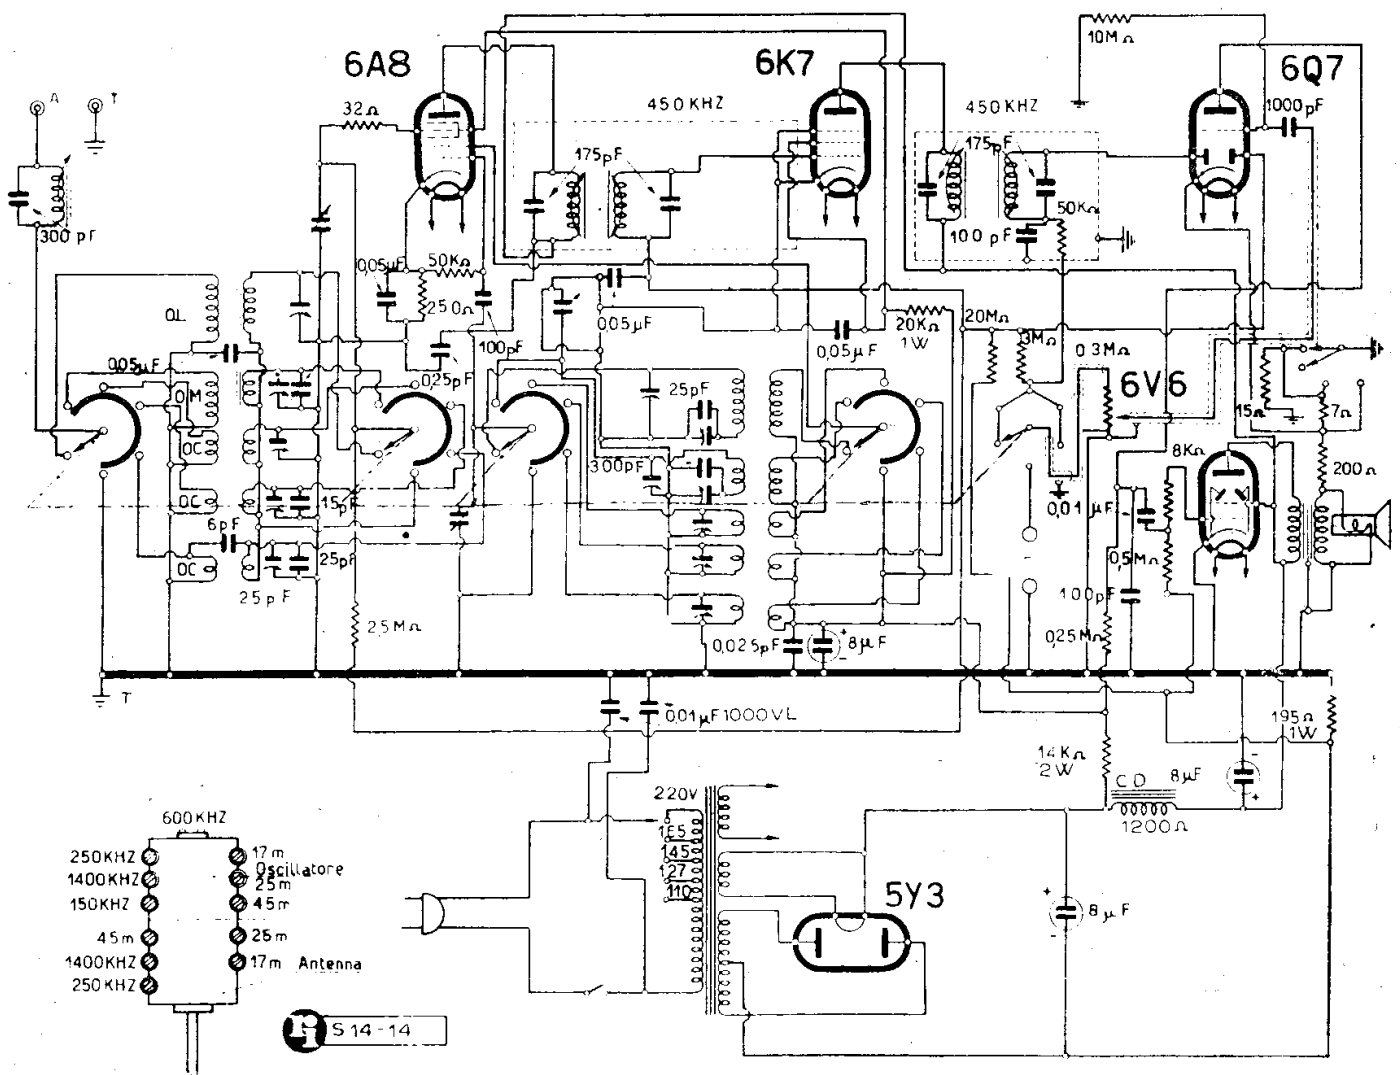 10MΩ
6A8
6K7
6Q7
A
T
32Ω
450KHZ
450KHZ
1000pF
175pF
175pF
300pF
50KΩ
100pF
50KΩ
0,05µF
250Ω
OL
100pF
0,05µF
20KΩ
1W
20MΩ
3MΩ
0,05µF
0,05µF
0,3MΩ
0,25pF
25pF
6V6
OM
15Ω
7Ω
OC
8KΩ
300pF
200Ω
OC
15pF
0,01µF
6pF
0,5MΩ
25pF
OC
25pF
100pF
2,5MΩ
0,025pF
+
8µF
-
0,25MΩ
T
0,01µF 1000VL
195Ω
1W
14KΩ
2W
CD
8µF
-
+
1200Ω
220V
165
145
127
110
600KHZ
250KHZ
17m
Oscillatore
1400KHZ
25m
150KHZ
45m
5Y3
+
8µF
-
45m
25m
1400KHZ
17m Antenna
250KHZ
S14-14